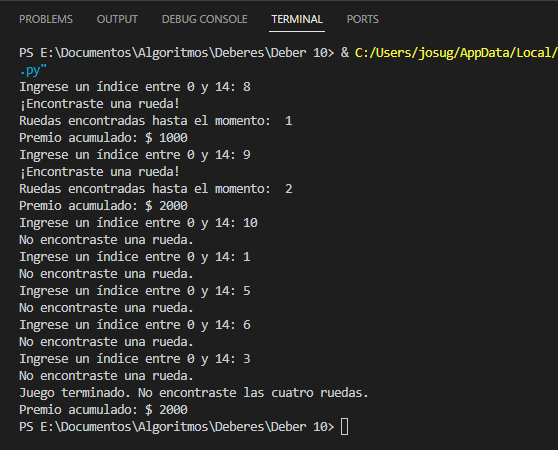 PROBLEMS OUTPUT DEBUG CONSOLE TERMINAL PORTS
PS E:\Documentos\Algoritmos\Deberes\Deber 10> & C:/Users/josug/AppData/Local/
.py"
Ingrese un índice entre 0 y 14: 8
¡Encontraste una rueda!
Ruedas encontradas hasta el momento:  1
Premio acumulado: $ 1000
Ingrese un índice entre 0 y 14: 9
¡Encontraste una rueda!
Ruedas encontradas hasta el momento:  2
Premio acumulado: $ 2000
Ingrese un índice entre 0 y 14: 10
No encontraste una rueda.
Ingrese un índice entre 0 y 14: 1
No encontraste una rueda.
Ingrese un índice entre 0 y 14: 5
No encontraste una rueda.
Ingrese un índice entre 0 y 14: 6
No encontraste una rueda.
Ingrese un índice entre 0 y 14: 3
No encontraste una rueda.
Juego terminado. No encontraste las cuatro ruedas.
Premio acumulado: $ 2000
PS E:\Documentos\Algoritmos\Deberes\Deber 10>